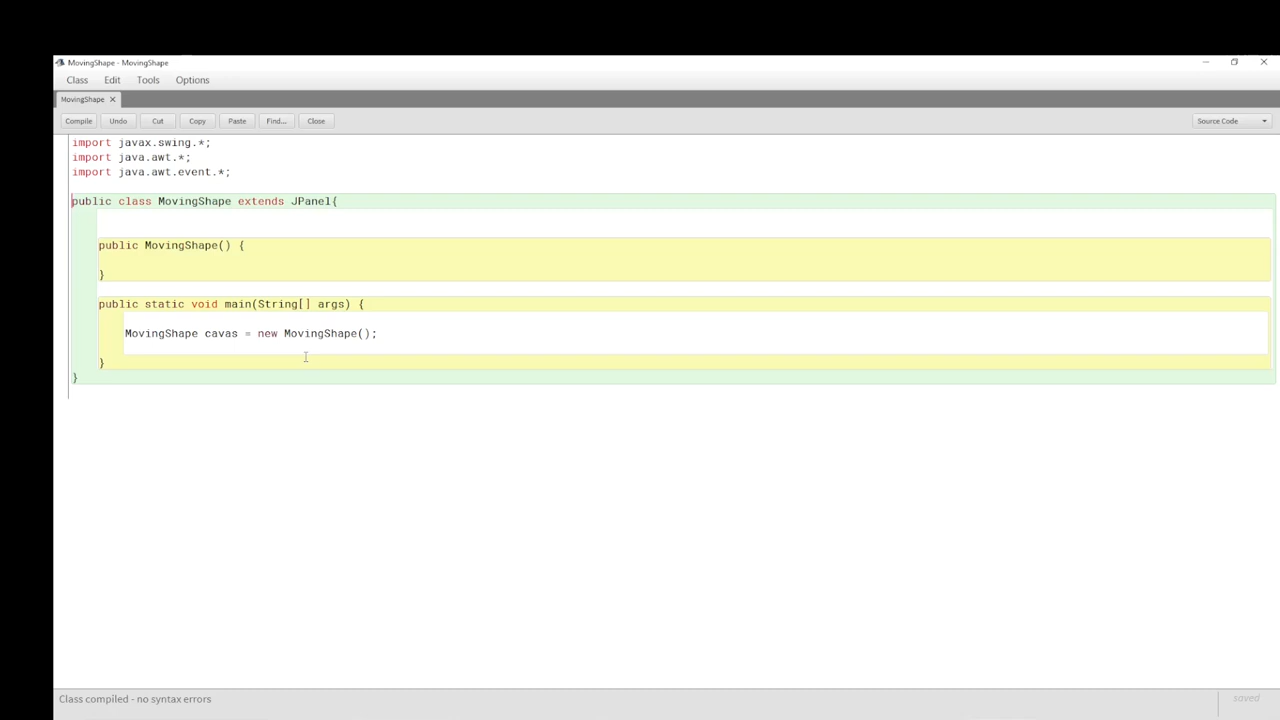 MovingShape - MovingShape
Class Edit Tools Options
MovingShape
Compile Undo Cut Copy Paste Find... Close Source Code
import javax.swing.*;
import java.awt.*;
import java.awt.event.*;
public class MovingShape extends JPanel{
public MovingShape() {
}
public static void main(String[] args) {
MovingShape cavas = new MovingShape();
}
}
Class compiled - no syntax errors
saved